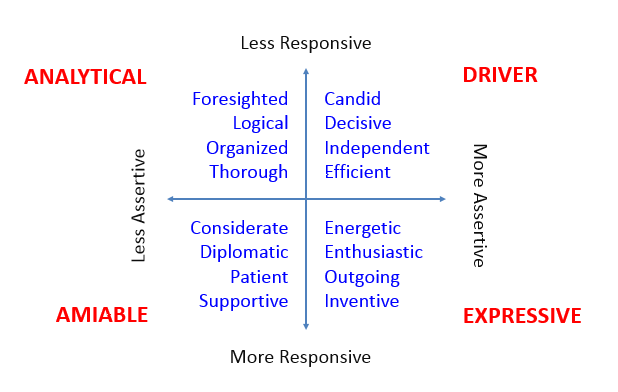 Less Responsive
ANALYTICAL
DRIVER
Foresighted
Logical
Organized
Thorough
Candid
Decisive
Independent
Efficient
Less Assertive
More Assertive
Considerate
Diplomatic
Patient
Supportive
Energetic
Enthusiastic
Outgoing
Inventive
AMIABLE
EXPRESSIVE
More Responsive